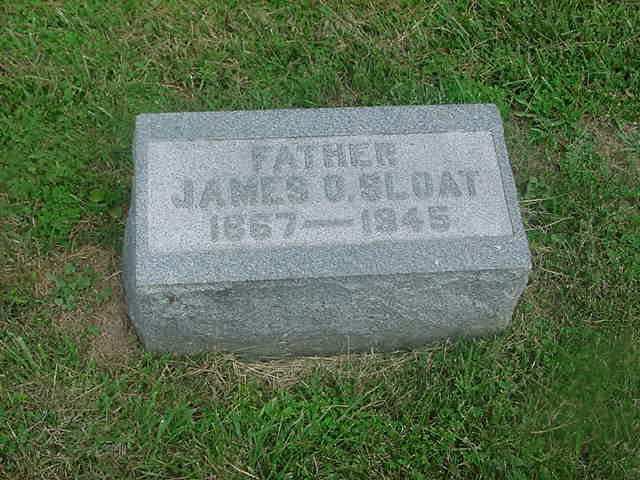 FATHER
JAMES O. SLOAT
1867—1945